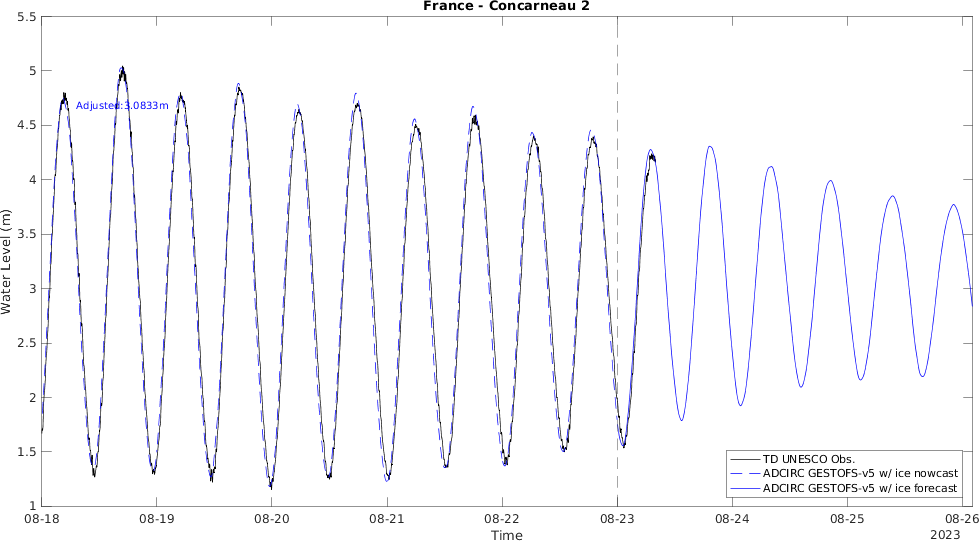 France - Concarneau 2
5.5
5
4.5
4
3.5
3
2.5
2
1.5
1
Water Level (m)
Adjusted:3.0833m
TD UNESCO Obs.
ADCIRC GESTOFS-v5 w/ ice nowcast
ADCIRC GESTOFS-v5 w/ ice forecast
08-18 08-19 08-20 08-21 08-22 08-23 08-24 08-25 08-26
Time
2023